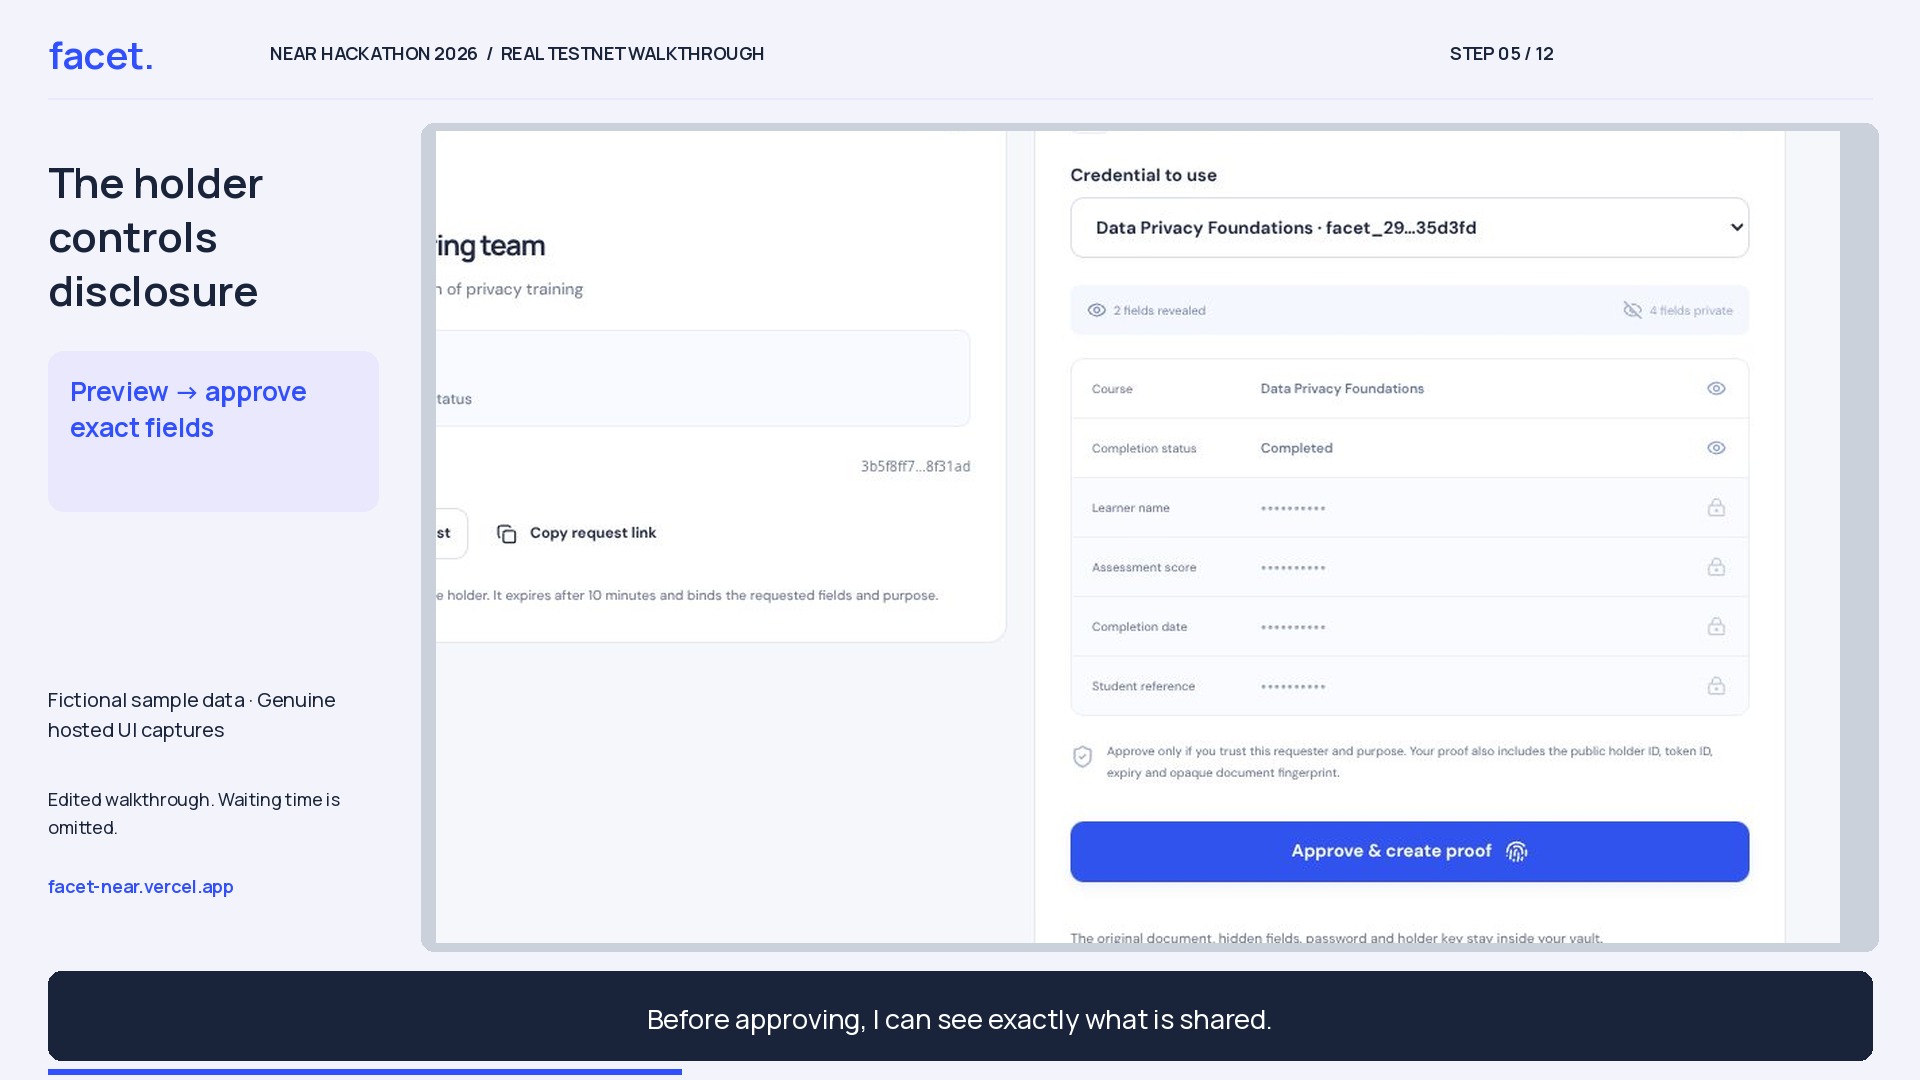 facet.
NEAR HACKATHON 2026 / REAL TESTNET WALKTHROUGH
STEP 05 / 12
The holder
controls
disclosure
Preview → approve
exact fields
Fictional sample data · Genuine
hosted UI captures
Edited walkthrough. Waiting time is
omitted.
facet-near.vercel.app
ring team
of privacy training
status
3b5f8ff7...8f31ad
st
Copy request link
e holder. It expires after 10 minutes and binds the requested fields and purpose.
Credential to use
Data Privacy Foundations · facet_29...35d3fd
2 fields revealed
4 fields private
Course
Data Privacy Foundations
Completion status
Completed
Learner name
••••••••••
Assessment score
••••••••••
Completion date
••••••••••
Student reference
••••••••••
Approve only if you trust this requester and purpose. Your proof also includes the public holder ID, token ID,
expiry and opaque document fingerprint.
Approve & create proof
The original document, hidden fields, password and holder key stay inside your vault.
Before approving, I can see exactly what is shared.